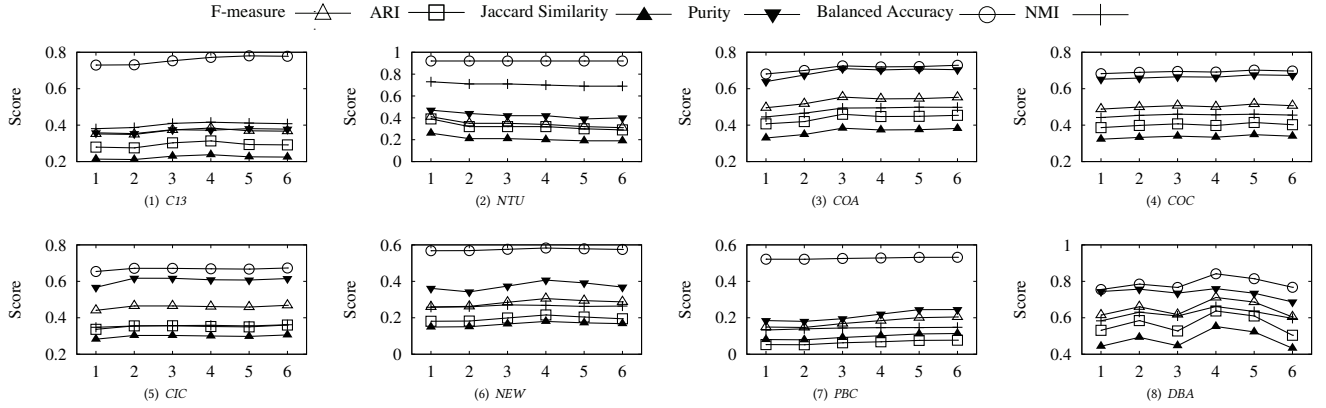 F-measure ARI Jaccard Similarity Purity Balanced Accuracy NMI
0.8 0.6 0.4 0.2 Score 1 2 3 4 5 6 (1) C13
1 0.8 0.6 0.4 0.2 0 Score 1 2 3 4 5 6 (2) NTU
0.8 0.6 0.4 0.2 Score 1 2 3 4 5 6 (3) COA
0.8 0.6 0.4 0.2 Score 1 2 3 4 5 6 (4) COC
0.8 0.6 0.4 0.2 Score 1 2 3 4 5 6 (5) CIC
0.6 0.4 0.2 0 Score 1 2 3 4 5 6 (6) NEW
0.6 0.4 0.2 0 Score 1 2 3 4 5 6 (7) PBC
1 0.8 0.6 0.4 Score 1 2 3 4 5 6 (8) DBA